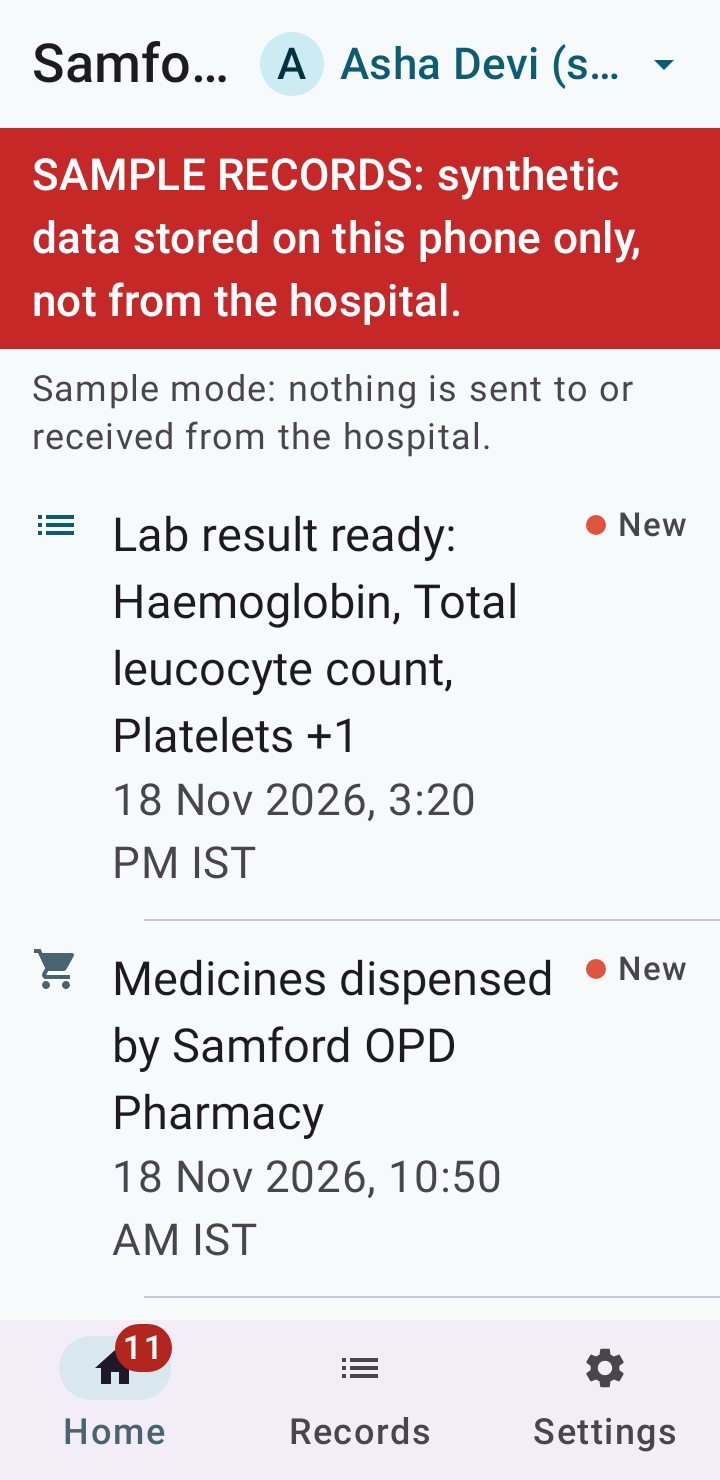 Samfo...
A Asha Devi (s...
SAMPLE RECORDS: synthetic
data stored on this phone only,
not from the hospital.
Sample mode: nothing is sent to or
received from the hospital.
Lab result ready:
New
Haemoglobin, Total
leucocyte count,
Platelets +1
18 Nov 2026, 3:20
PM IST
Medicines dispensed
New
by Samford OPD
Pharmacy
18 Nov 2026, 10:50
AM IST
11
Home
Records
Settings